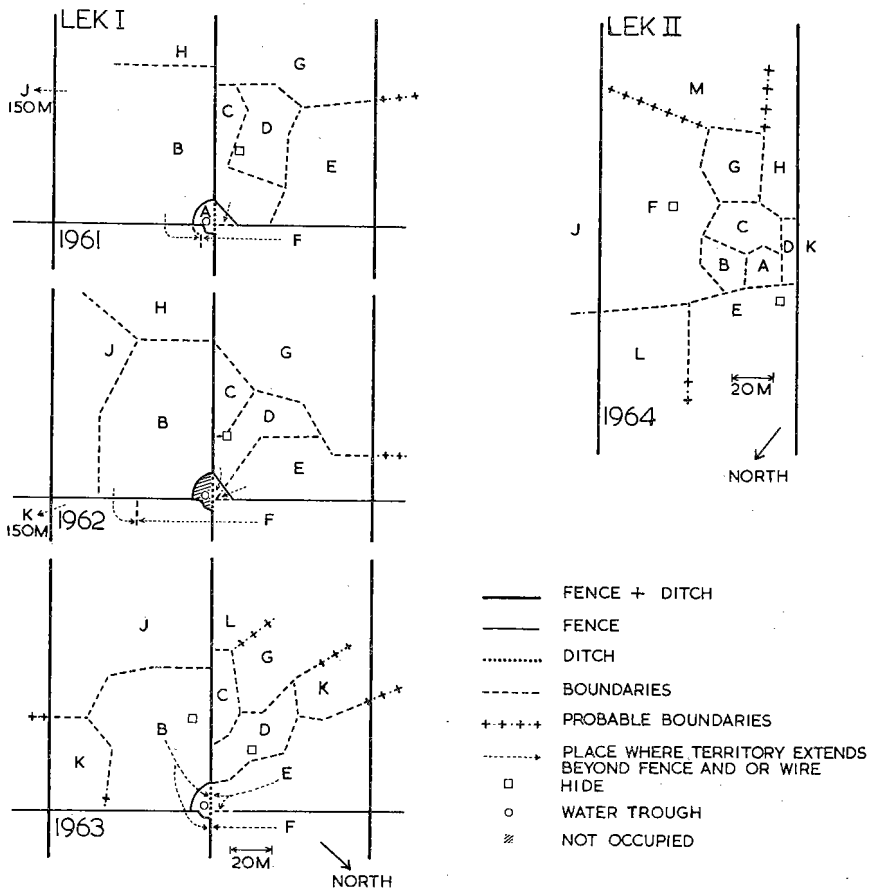 LEK I
H
G
J
150M
C
D
B
E
A
1961
F
H
J
G
C
B
D
E
K
150M
1962
F
J
L
G
C
K
B
D
K
E
1963
F
20M
NORTH
LEK II
M
G
H
F
J
C
D
K
B
A
E
L
20M
1964
NORTH
FENCE + DITCH
FENCE
DITCH
BOUNDARIES
PROBABLE BOUNDARIES
PLACE WHERE TERRITORY EXTENDS
BEYOND FENCE AND OR WIRE
HIDE
WATER TROUGH
NOT OCCUPIED